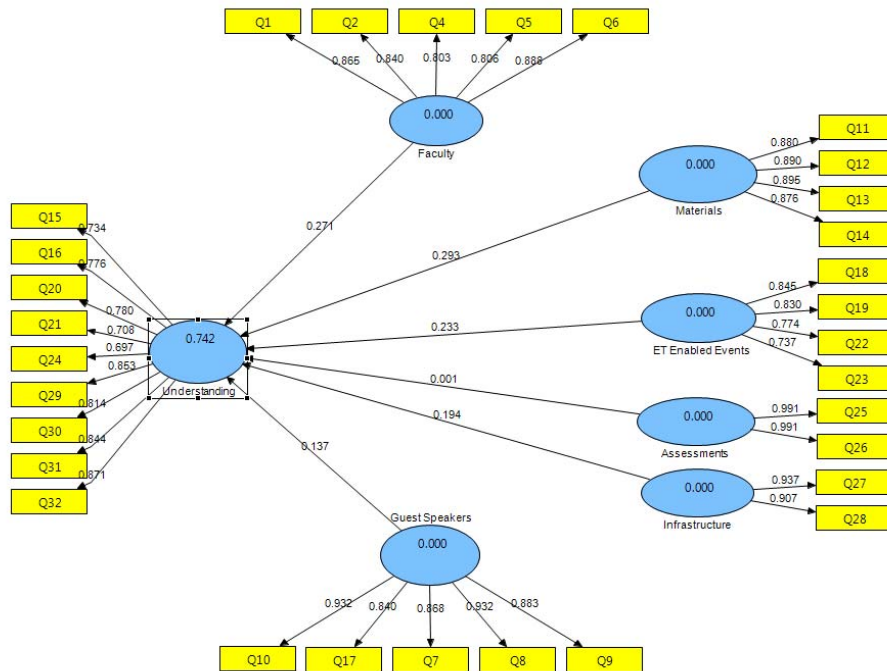 Q1 Q2 Q4 Q5 Q6
0.865 0.840 0.803 0.806 0.888
0.000
Faculty
0.271
Q11
Q12
Q13
Q14
0.880
0.890
0.895
0.876
0.000
Materials
0.293
Q15
Q16
Q20
Q21
Q24
Q29
Q30
Q31
Q32
0.734
0.776
0.780
0.708
0.697
0.853
0.814
0.844
0.871
0.742
Understanding
Q18
Q19
Q22
Q23
0.845
0.830
0.774
0.737
0.000
ET Enabled Events
0.233
Q25
Q26
0.991
0.991
0.000
Assessments
0.001
Q27
Q28
0.937
0.907
0.000
Infrastructure
0.194
0.137
Guest Speakers
0.000
0.932 0.840 0.868 0.932 0.883
Q10 Q17 Q7 Q8 Q9